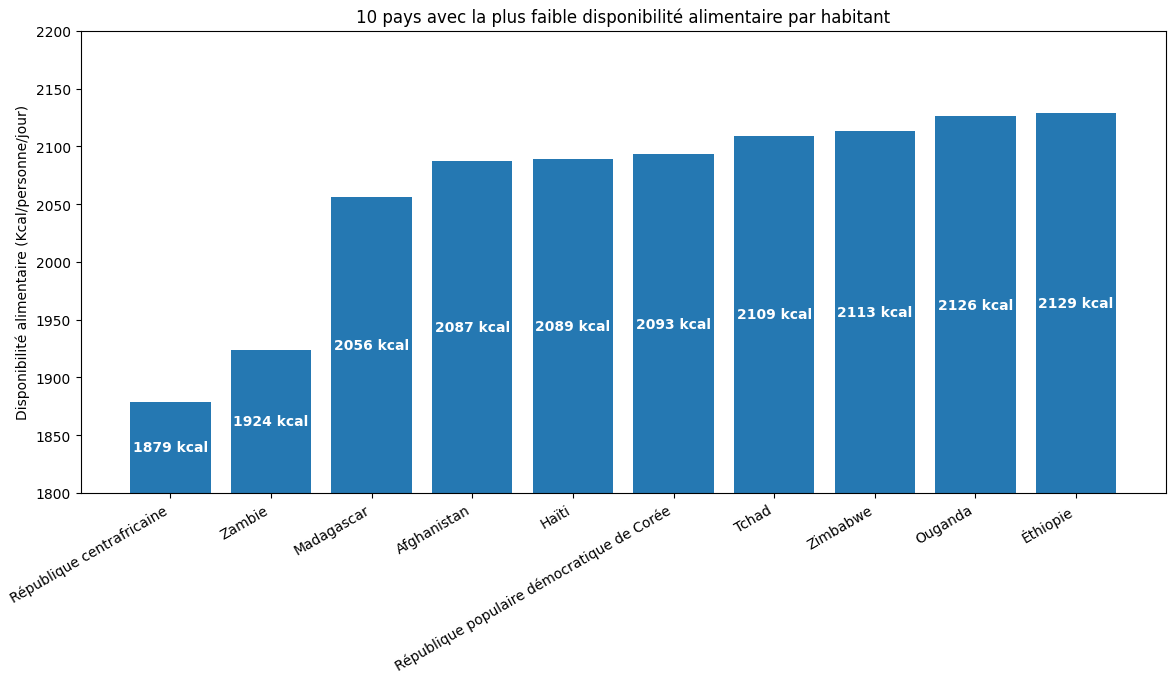 10 pays avec la plus faible disponibilité alimentaire par habitant
Disponibilité alimentaire (Kcal/personne/jour)
2200
2150
2100
2050
2000
1950
1900
1850
1800
1879 kcal
1924 kcal
2056 kcal
2087 kcal
2089 kcal
2093 kcal
2109 kcal
2113 kcal
2126 kcal
2129 kcal
République centrafricaine
Zambie
Madagascar
Afghanistan
Haïti
République populaire démocratique de Corée
Tchad
Zimbabwe
Ouganda
Éthiopie